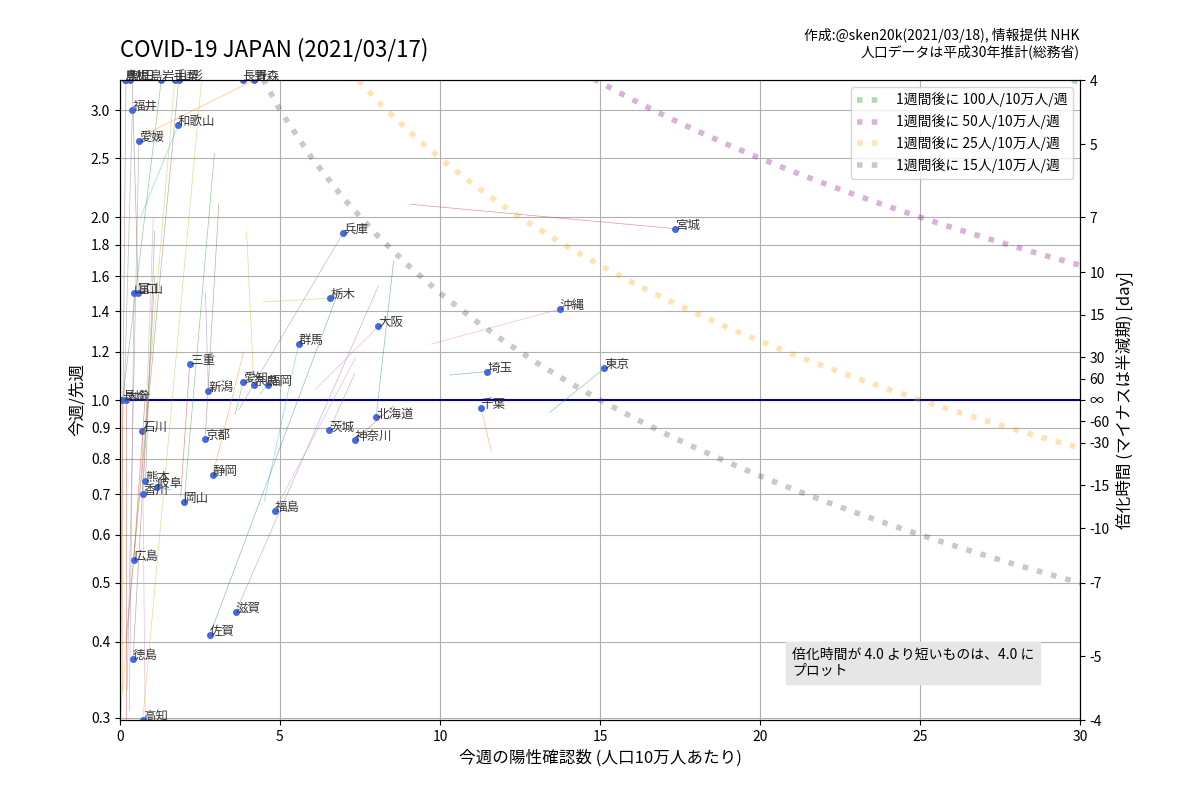 COVID-19 JAPAN (2021/03/17)
作成:@sken20k(2021/03/18), 情報提供 NHK
人口データは平成30年推計(総務省)
1週間後に 100人/10万人/週
1週間後に 50人/10万人/週
1週間後に 25人/10万人/週
1週間後に 15人/10万人/週
福井
和歌山
愛媛
兵庫
宮城
栃木
沖縄
大阪
群馬
三重
新潟
愛知
福岡
埼玉
東京
千葉
北海道
石川
京都
茨城
神奈川
静岡
熊本
岐阜
香川
岡山
福島
広島
滋賀
佐賀
徳島
高知
3.0
2.5
2.0
1.8
1.6
1.4
1.2
1.0
0.9
0.8
0.7
0.6
0.5
0.4
0.3
今週/先週
4
5
7
10
15
30
60
∞
-60
-30
-15
-10
-7
-5
-4
倍化時間 (マイナスは半減期) [day]
倍化時間が 4.0 より短いものは、4.0 に
プロット
0 5 10 15 20 25 30
今週の陽性確認数 (人口10万人あたり)